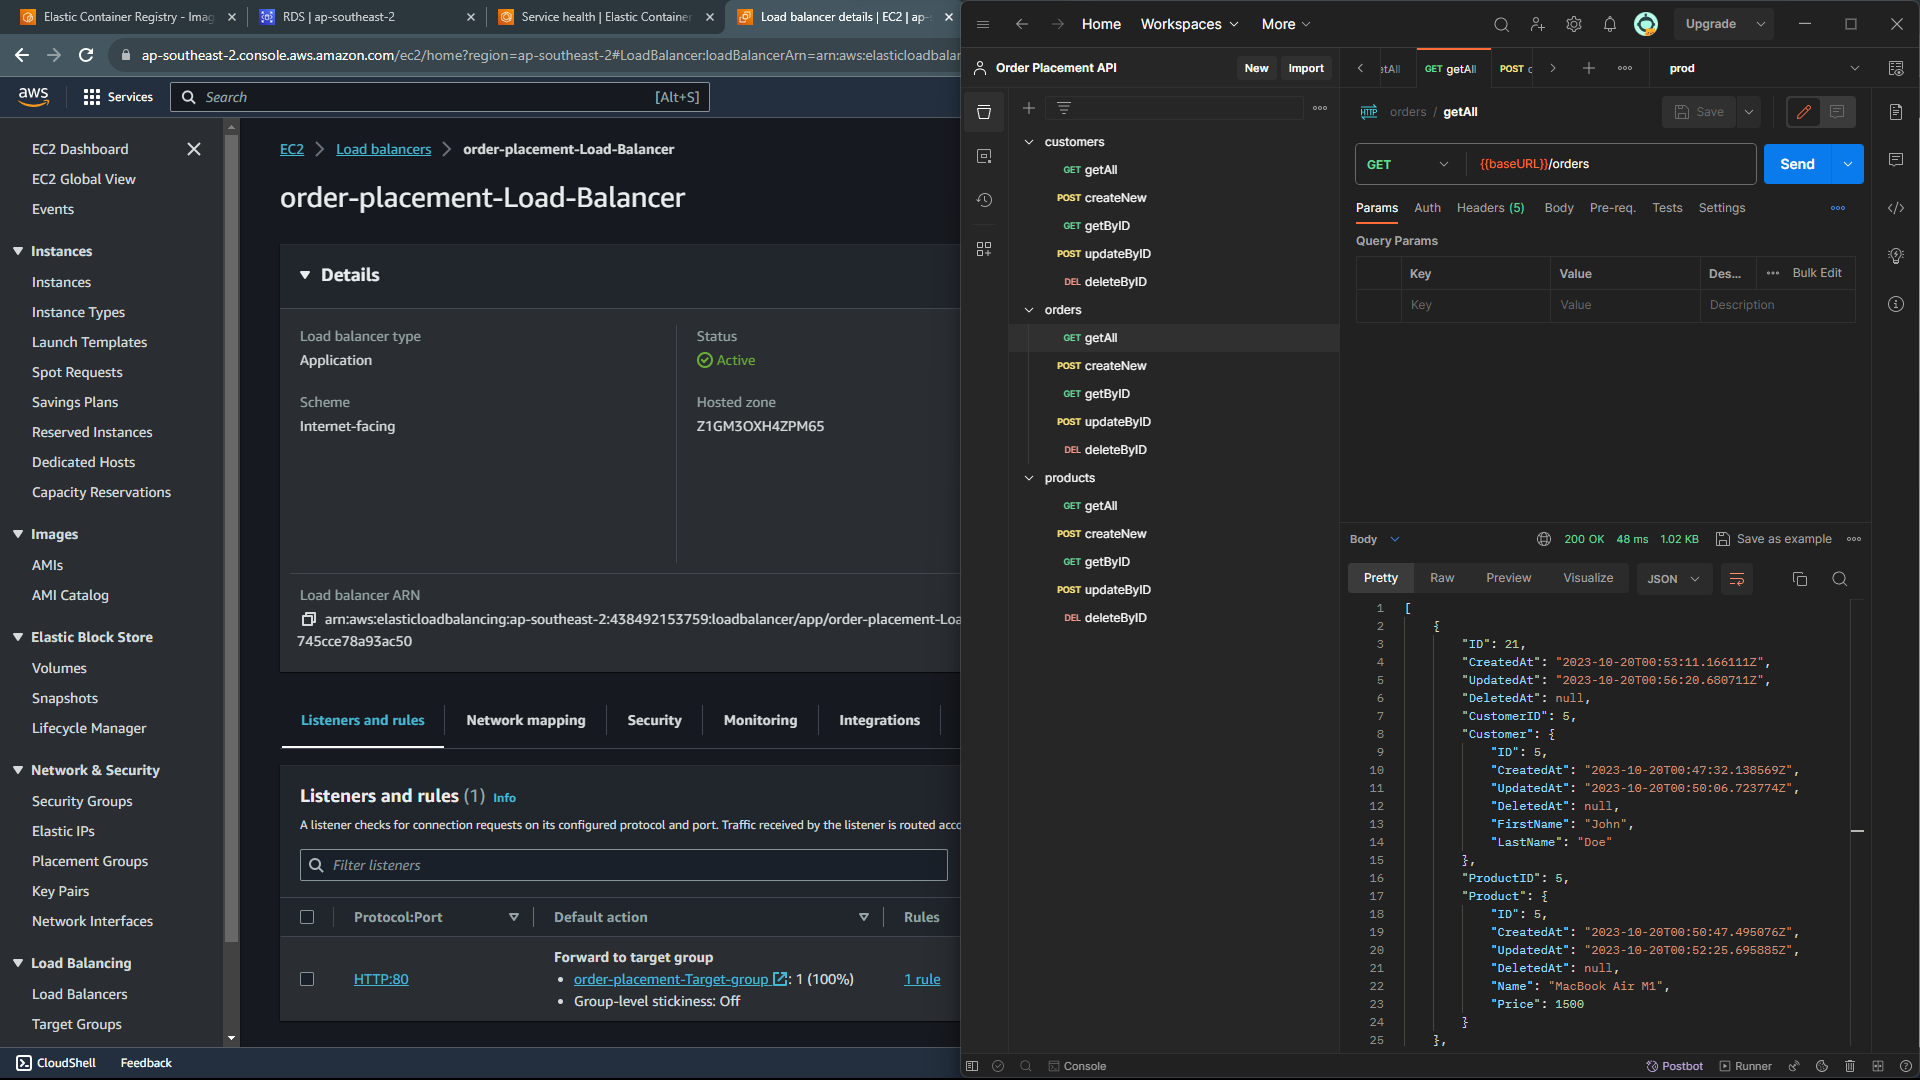 Elastic Container Registry - Imag
RDS | ap-southeast-2
Service health | Elastic Container
Load balancer details | EC2 | ap-
ap-southeast-2.console.aws.amazon.com/ec2/home?region=ap-southeast-2#LoadBalancer:loadBalancerArn=arn:aws:elasticloadbalan
aws
Services
Search
[Alt+S]
EC2 Dashboard
EC2 Global View
Events
Instances
Instances
Instance Types
Launch Templates
Spot Requests
Savings Plans
Reserved Instances
Dedicated Hosts
Capacity Reservations
Images
AMIs
AMI Catalog
Elastic Block Store
Volumes
Snapshots
Lifecycle Manager
Network & Security
Security Groups
Elastic IPs
Placement Groups
Key Pairs
Network Interfaces
Load Balancing
Load Balancers
Target Groups
CloudShell
Feedback
EC2
Load balancers
order-placement-Load-Balancer
order-placement-Load-Balancer
Details
Load balancer type
Application
Status
Active
Scheme
Internet-facing
Hosted zone
Z1GM3OXH4ZPM65
Load balancer ARN
arn:aws:elasticloadbalancing:ap-southeast-2:438492153759:loadbalancer/app/order-placement-Loa
745cce78a93ac50
Listeners and rules
Network mapping
Security
Monitoring
Integrations
Listeners and rules (1) Info
A listener checks for connection requests on its configured protocol and port. Traffic received by the listener is routed acco
Filter listeners
Protocol:Port
Default action
Rules
HTTP:80
Forward to target group
• order-placement-Target-group : 1 (100%)
• Group-level stickiness: Off
1 rule
Home
Workspaces
More
Upgrade
Order Placement API
New
Import
customers
GET getAll
POST createNew
GET getByID
POST updateByID
DEL deleteByID
orders
GET getAll
POST createNew
GET getByID
POST updateByID
DEL deleteByID
products
GET getAll
POST createNew
GET getByID
POST updateByID
DEL deleteByID
etAll
GET getAll
POST c
prod
HTTP
orders / getAll
Save
GET
{{baseURL}}/orders
Send
Params
Auth
Headers (5)
Body
Pre-req.
Tests
Settings
Query Params
Key
Value
Des...
Bulk Edit
Key
Value
Description
Body
200 OK
48 ms
1.02 KB
Save as example
Pretty
Raw
Preview
Visualize
JSON
1 [
2 {
3 "ID": 21,
4 "CreatedAt": "2023-10-20T00:53:11.166111Z",
5 "UpdatedAt": "2023-10-20T00:56:20.680711Z",
6 "DeletedAt": null,
7 "CustomerID": 5,
8 "Customer": {
9 "ID": 5,
10 "CreatedAt": "2023-10-20T00:47:32.138569Z",
11 "UpdatedAt": "2023-10-20T00:50:06.723774Z",
12 "DeletedAt": null,
13 "FirstName": "John",
14 "LastName": "Doe"
15 },
16 "ProductID": 5,
17 "Product": {
18 "ID": 5,
19 "CreatedAt": "2023-10-20T00:50:47.495076Z",
20 "UpdatedAt": "2023-10-20T00:52:25.695885Z",
21 "DeletedAt": null,
22 "Name": "MacBook Air M1",
23 "Price": 1500
24 }
25 },
Console
Postbot
Runner